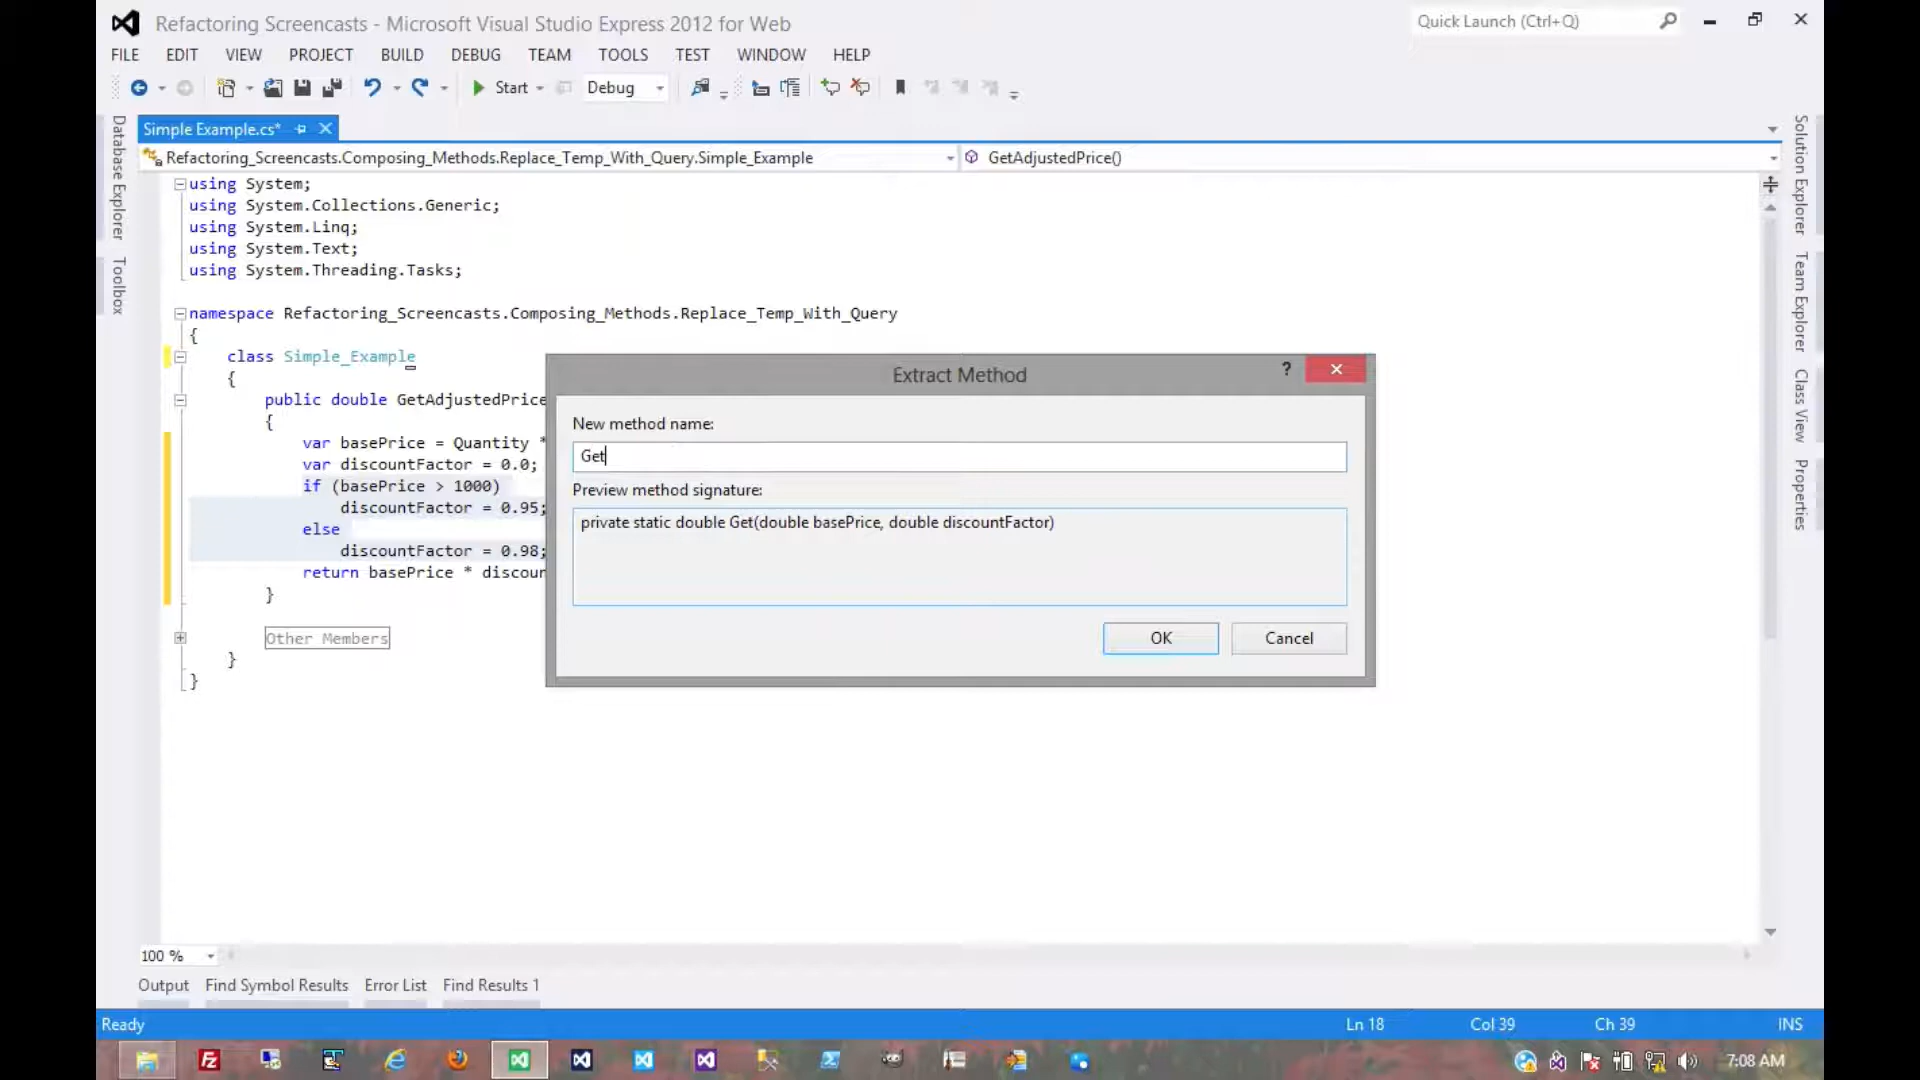 Refactoring Screencasts - Microsoft Visual Studio Express 2012 for Web
Quick Launch (Ctrl+Q)
FILE EDIT VIEW PROJECT BUILD DEBUG TEAM TOOLS TEST WINDOW HELP
Start Debug
Simple Example.cs*
Refactoring_Screencasts.Composing_Methods.Replace_Temp_With_Query.Simple_Example
GetAdjustedPrice()
Database Explorer
Toolbox
Solution Explorer
Team Explorer
Class View
Properties
using System;
using System.Collections.Generic;
using System.Linq;
using System.Text;
using System.Threading.Tasks;
namespace Refactoring_Screencasts.Composing_Methods.Replace_Temp_With_Query
{
class Simple_Example
{
public double GetAdjustedPrice
{
var basePrice = Quantity *
var discountFactor = 0.0;
if (basePrice > 1000)
discountFactor = 0.95;
else
discountFactor = 0.98;
return basePrice * discoun
}
Other Members
}
}
Extract Method
?
New method name:
Get
Preview method signature:
private static double Get(double basePrice, double discountFactor)
OK Cancel
100 %
Output Find Symbol Results Error List Find Results 1
Ready Ln 18 Col 39 Ch 39 INS
7:08 AM